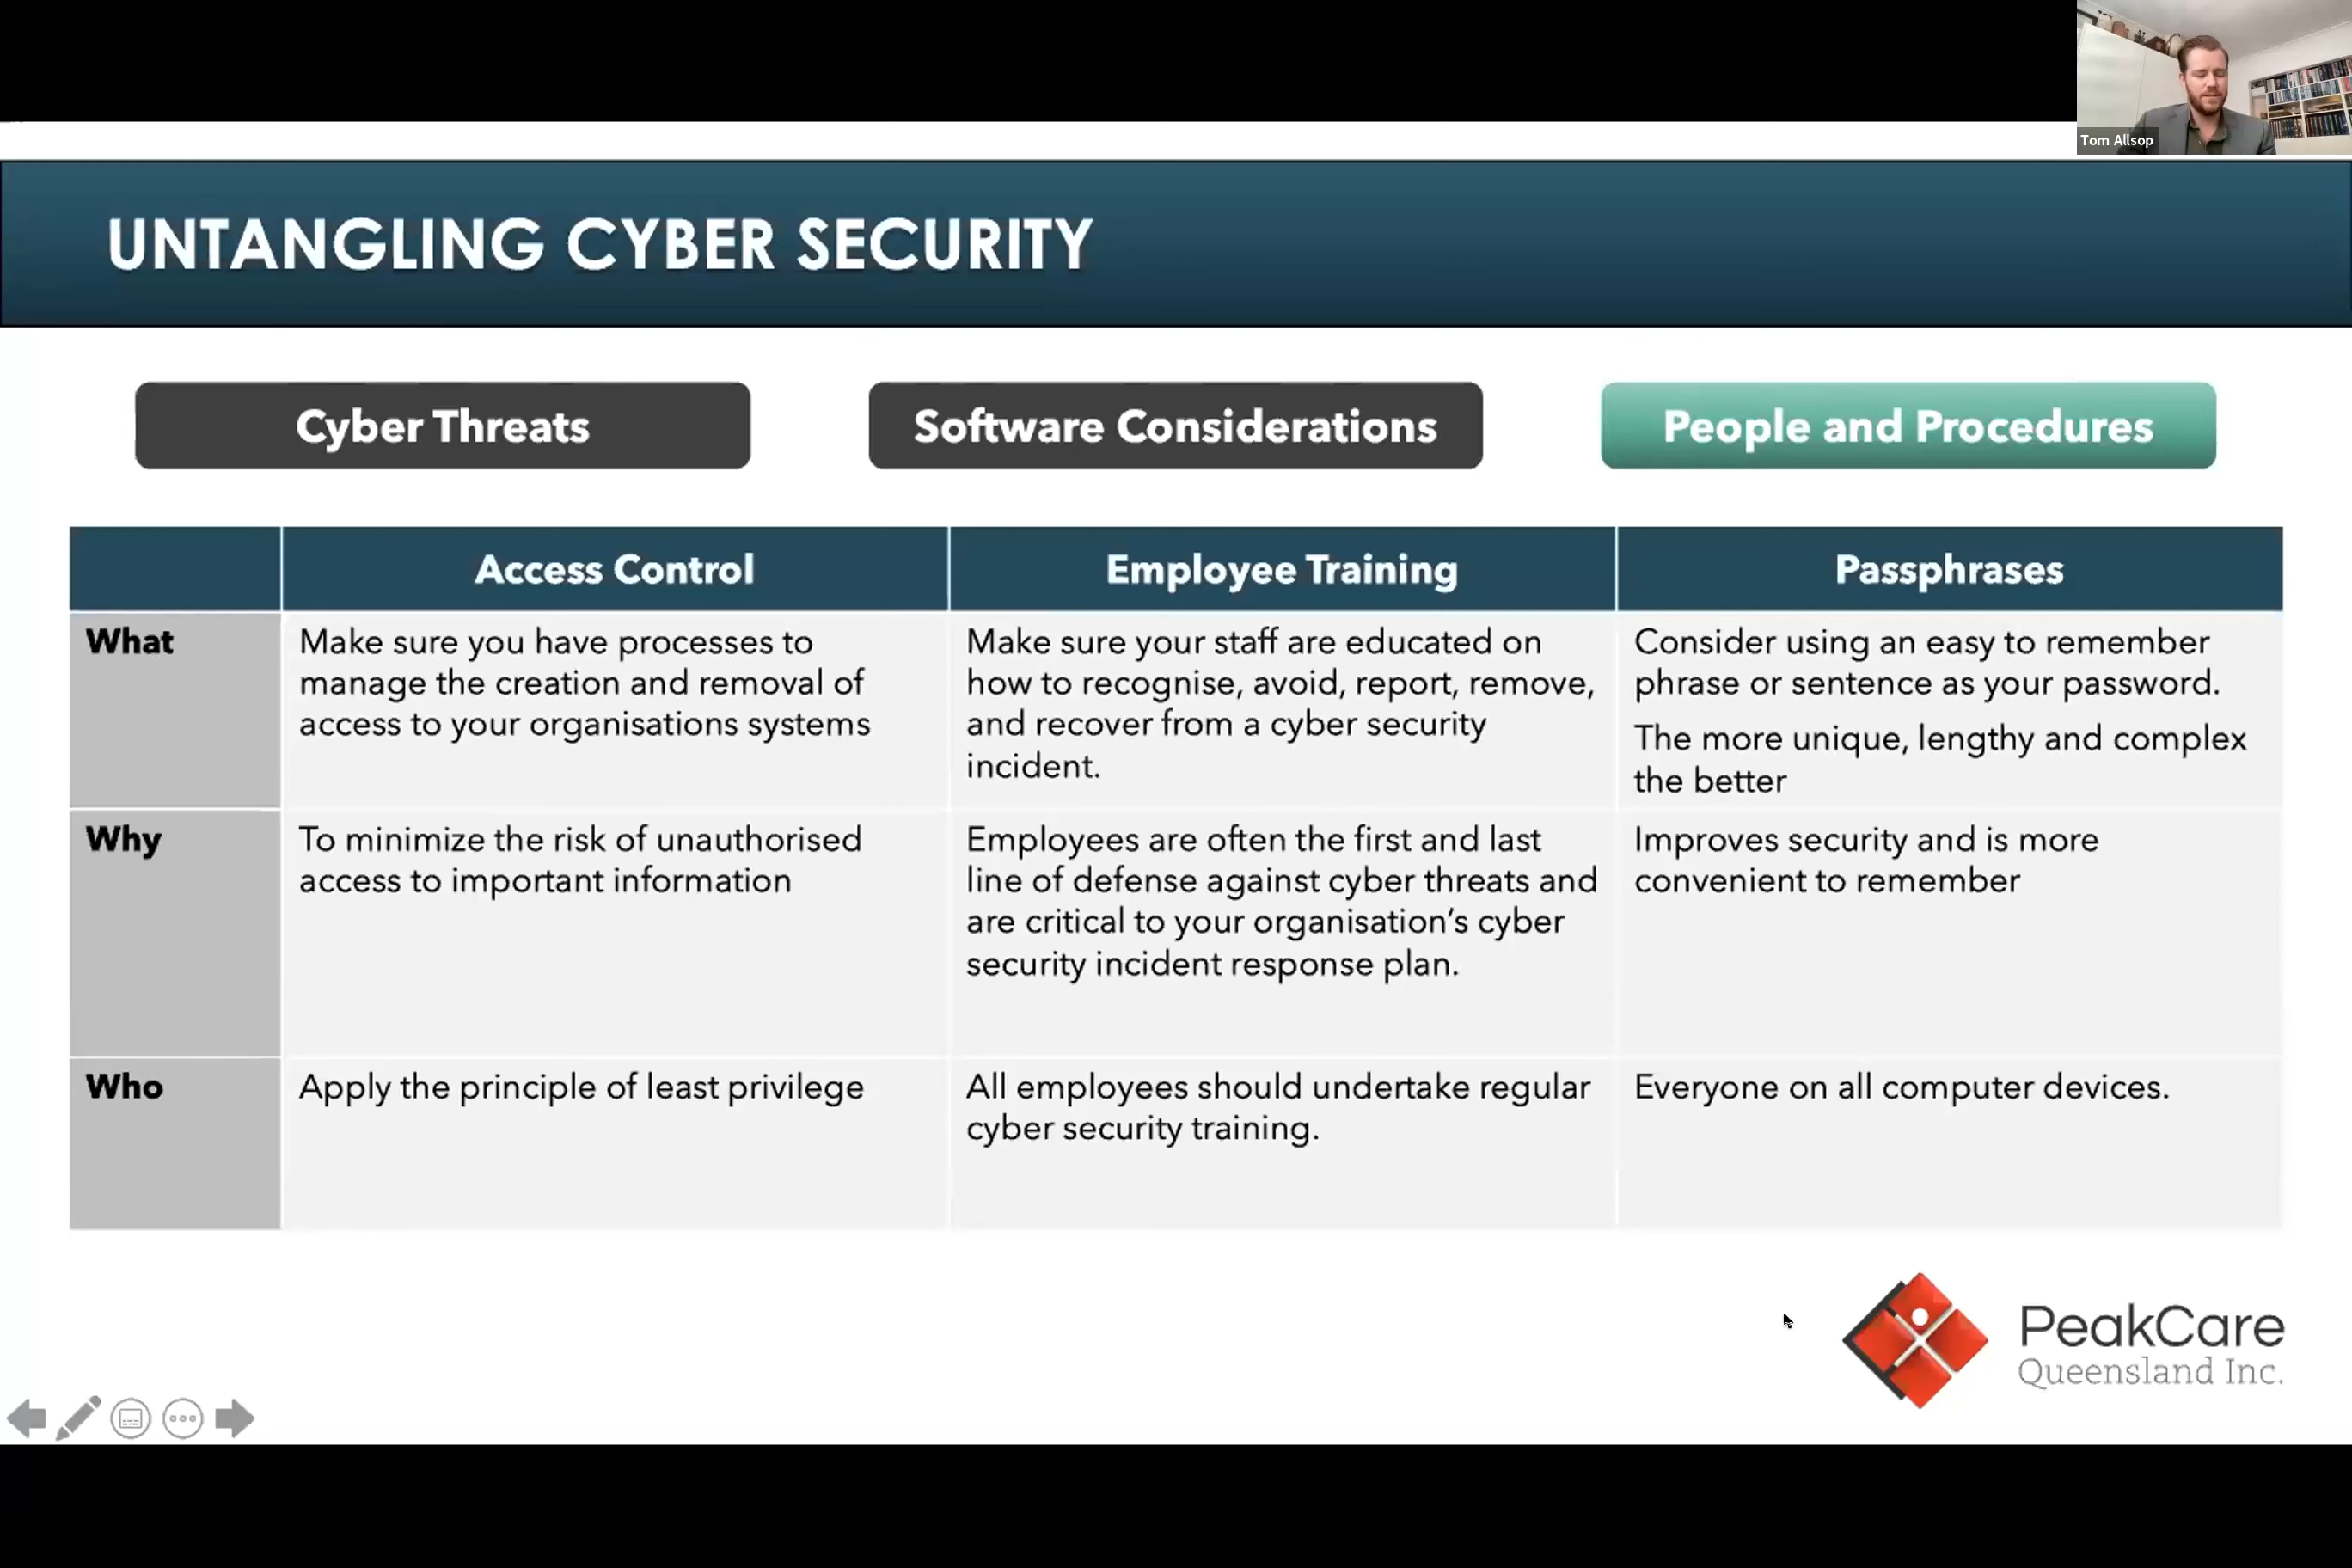 Tom Allsop
UNTANGLING CYBER SECURITY
Cyber Threats
Software Considerations
People and Procedures
Access Control
Employee Training
Passphrases
What
Make sure you have processes to
manage the creation and removal of
access to your organisations systems
Make sure your staff are educated on
how to recognise, avoid, report, remove,
and recover from a cyber security
incident.
Consider using an easy to remember
phrase or sentence as your password.
The more unique, lengthy and complex
the better
Why
To minimize the risk of unauthorised
access to important information
Employees are often the first and last
line of defense against cyber threats and
are critical to your organisation's cyber
security incident response plan.
Improves security and is more
convenient to remember
Who
Apply the principle of least privilege
All employees should undertake regular
cyber security training.
Everyone on all computer devices.
PeakCare
Queensland Inc.